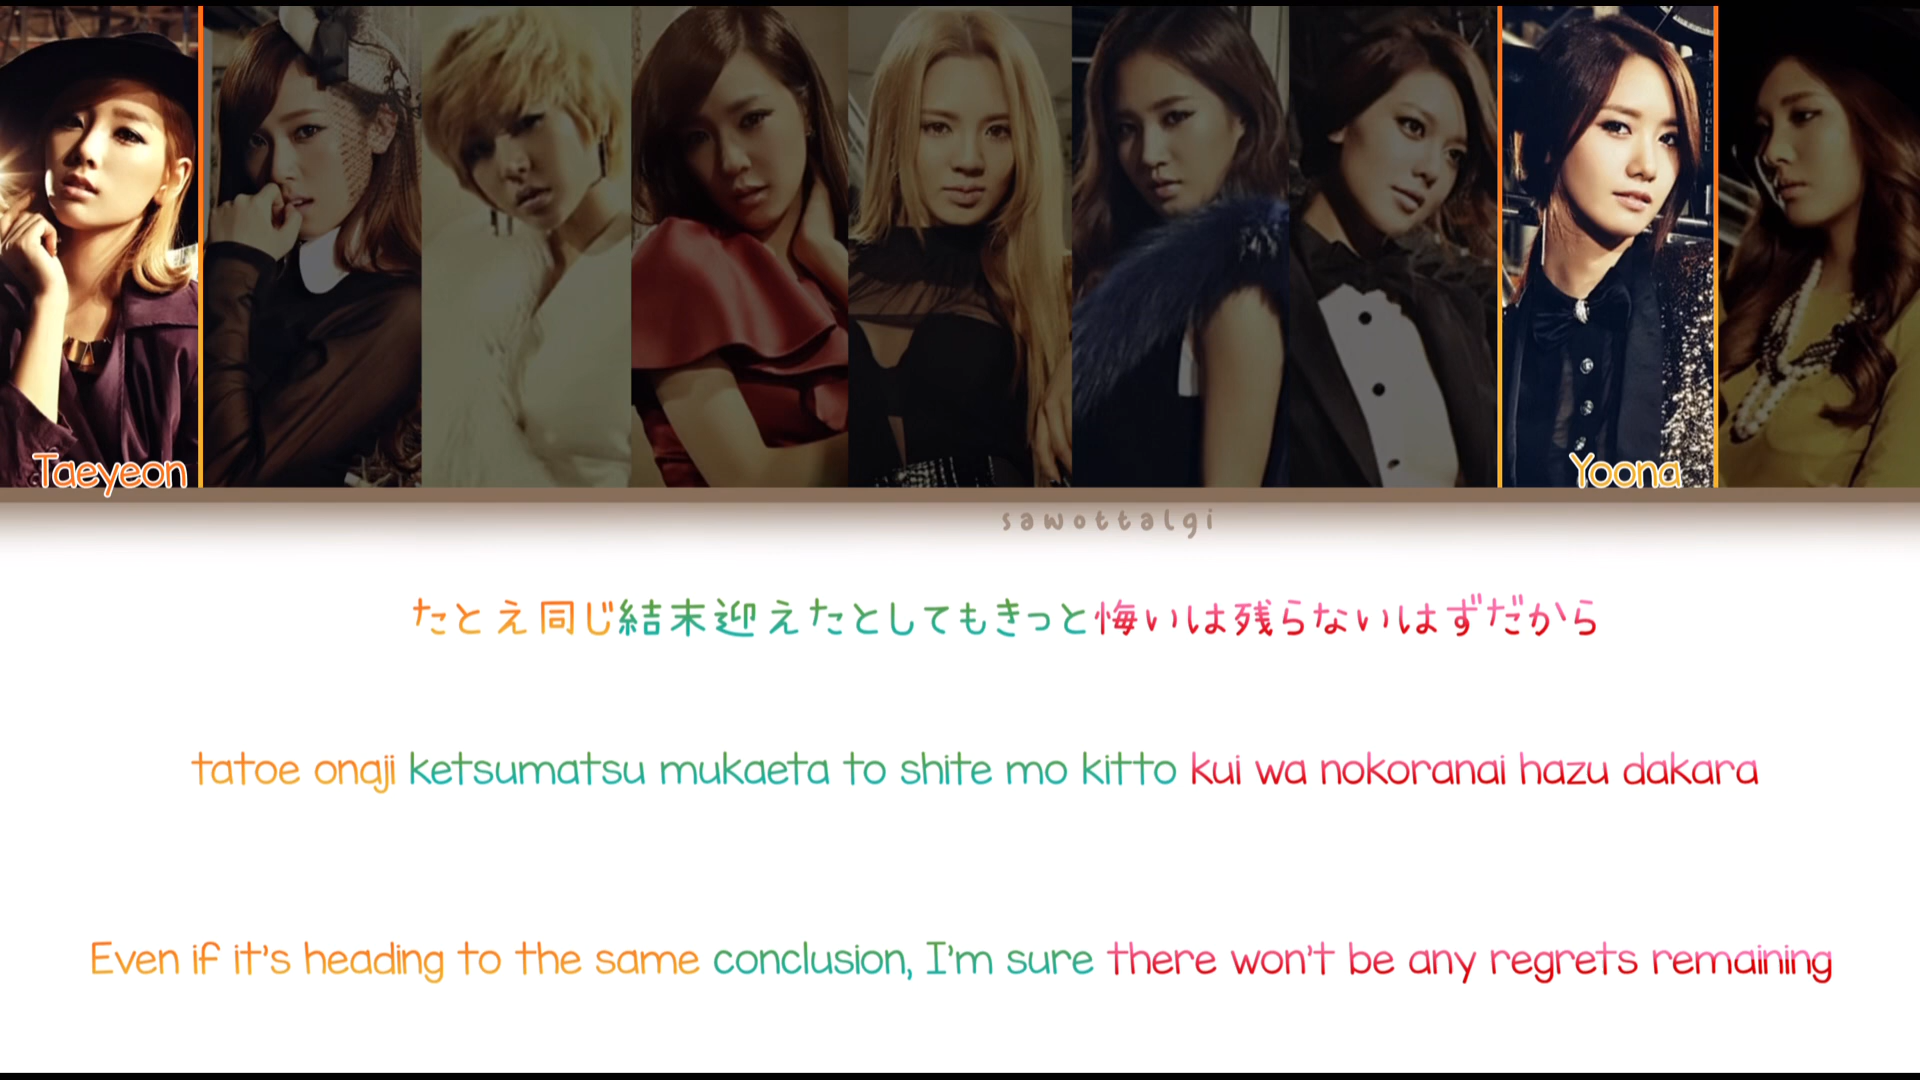 Taeyeon
Yoona
sawottalgi
たとえ同じ結末迎えたとしてもきっと悔いは残らないはずだから
tatoe onaji ketsumatsu mukaeta to shite mo kitto kui wa nokoranai hazu dakara
Even if it's heading to the same conclusion, I'm sure there won't be any regrets remaining